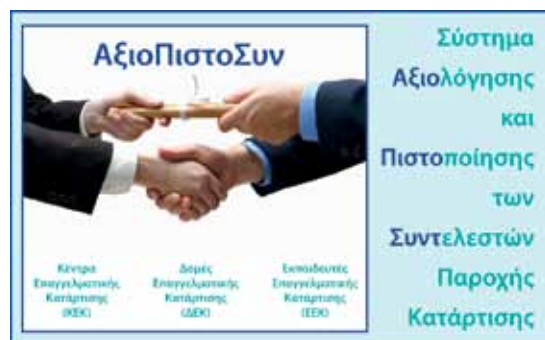 ΑξιοΠιστοΣυν
Κέντρα
Επαγγελματικής
Κατάρτισης
(ΚΕΚ)
Δομές
Επαγγελματικής
Κατάρτισης
(ΔΕΚ)
Εκπαιδευτές
Επαγγελματικής
Κατάρτισης
(ΕΕΚ)
Σύστημα
Αξιολόγησης
και
Πιστοποίησης
των
Συντελεστών
Παροχής
Κατάρτισης